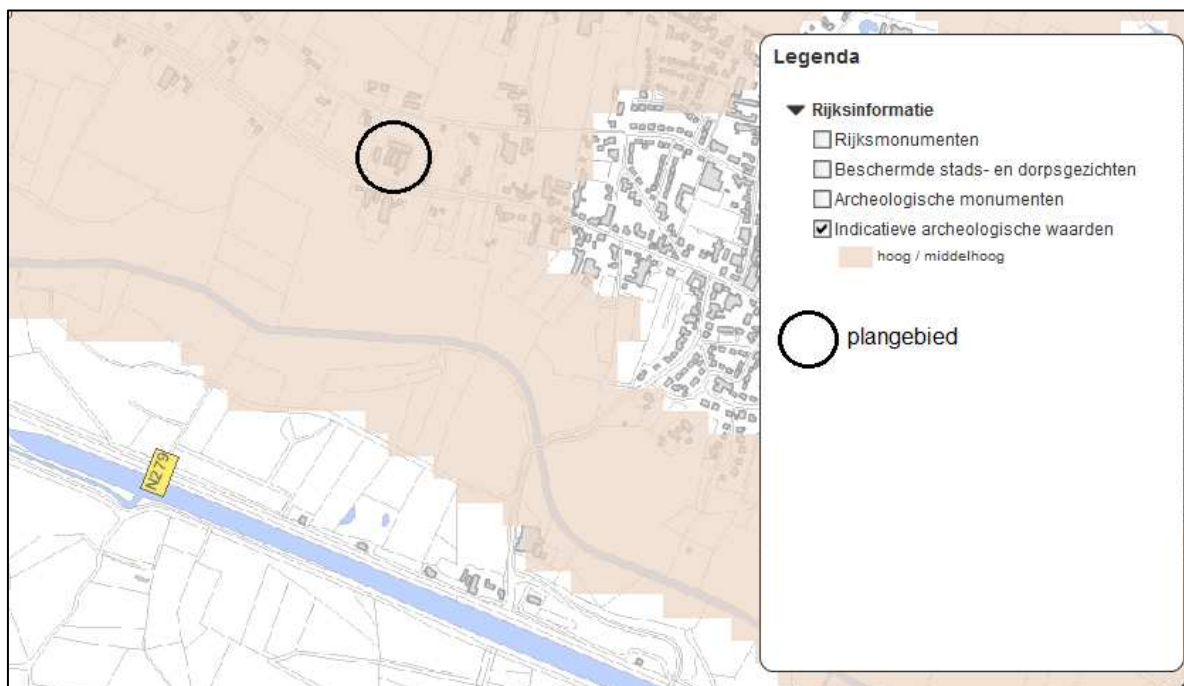 Legenda
Rijksinformatie
Rijksmonumenten
Beschermde stads- en dorpsgezichten
Archeologische monumenten
Indicatieve archeologische waarden
hoog / middelhoog
plangebied
N279